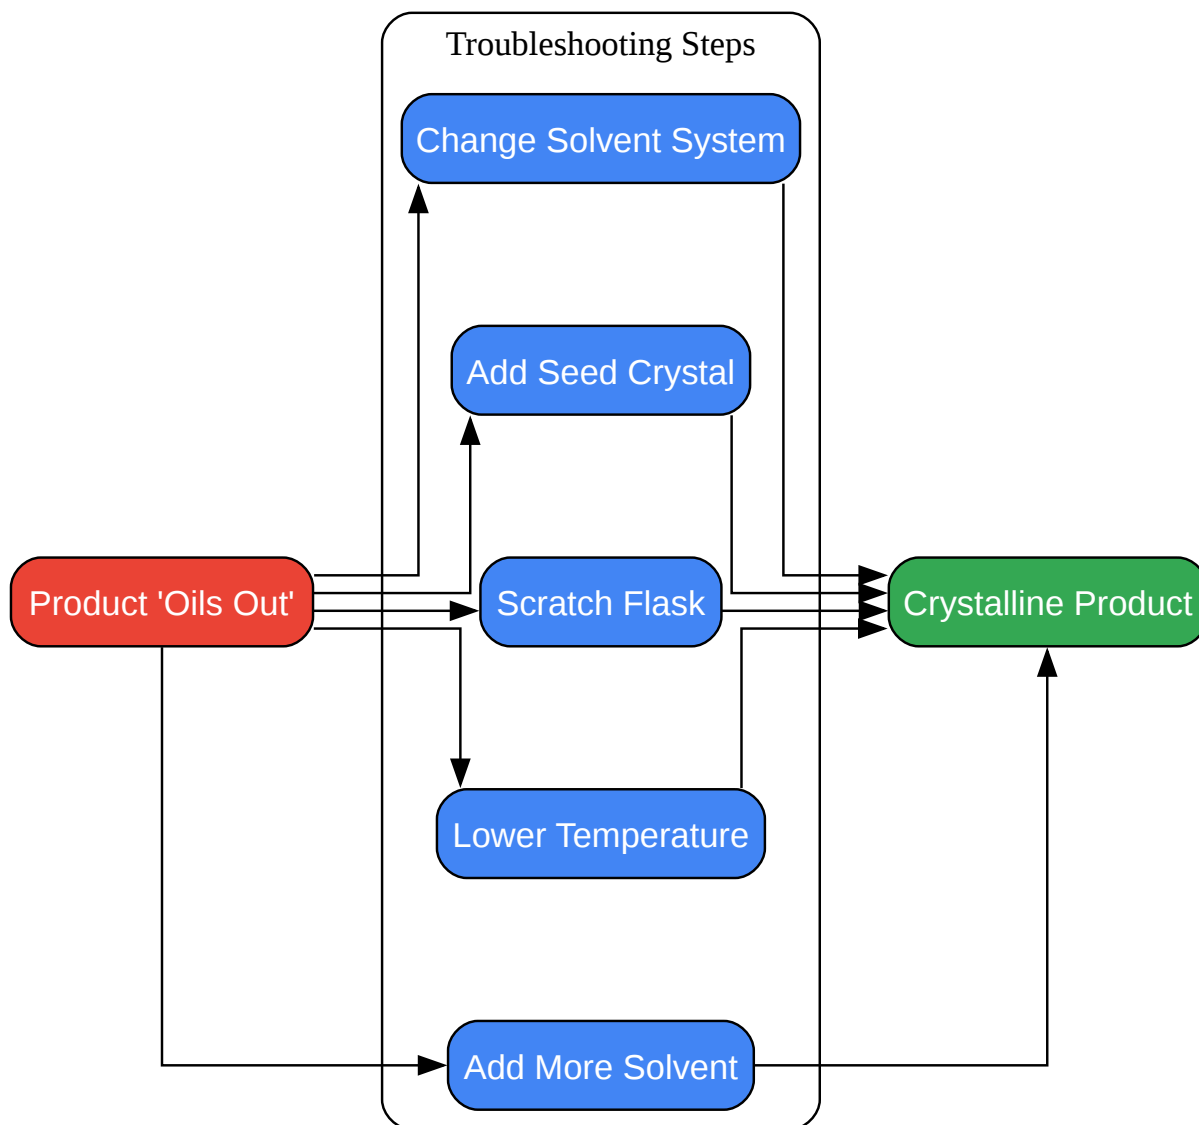 Troubleshooting Steps
Change Solvent System
Add Seed Crystal
Product 'Oils Out'
Scratch Flask
Crystalline Product
Lower Temperature
Add More Solvent